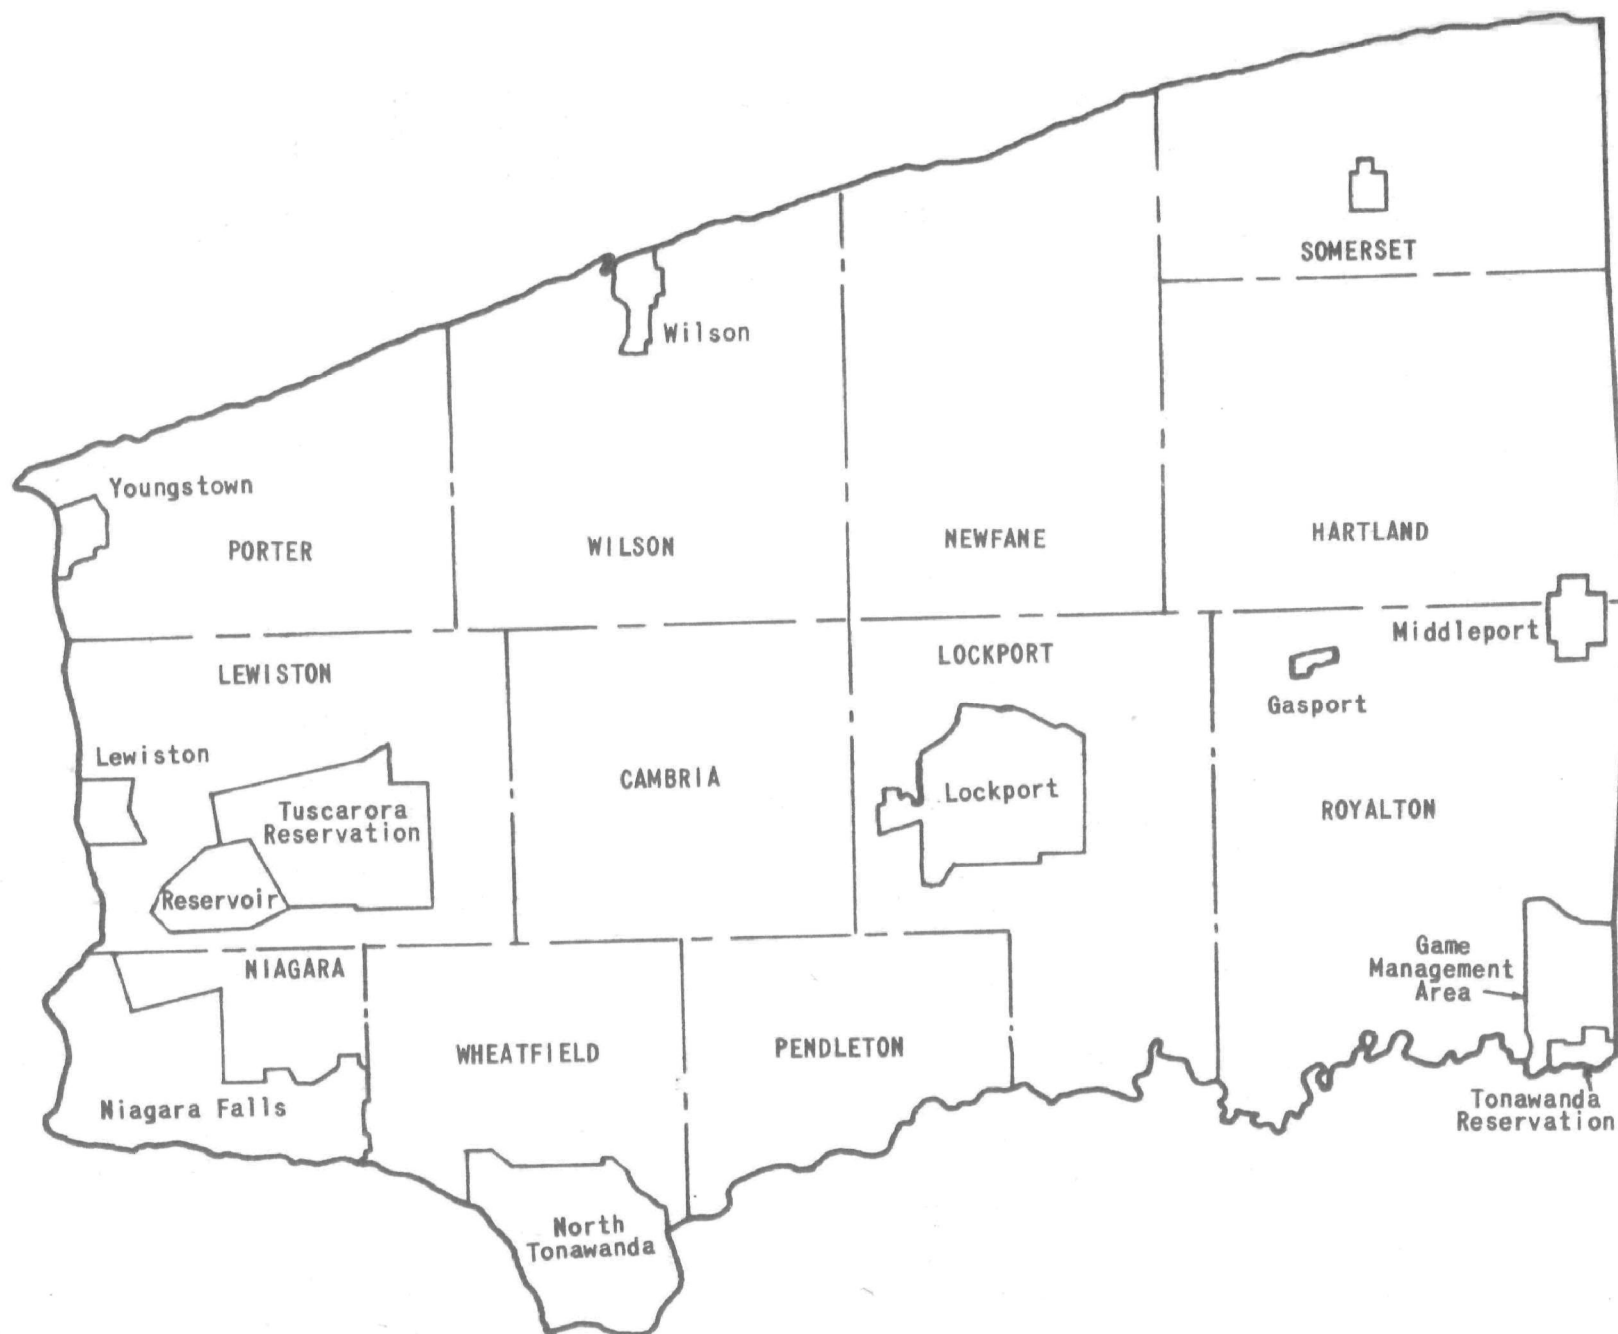 SOMERSET
Wilson
Youngstown
PORTER
WILSON
NEWFANE
HARTLAND
Middleport
LEWISTON
LOCKPORT
Gasport
Lewiston
CAMBRIA
Lockport
ROYALTON
Tuscarora
Reservation
Reservoir
NIAGARA
Game
Management
Area
WHEATFIELD
PENDLETON
Niagara Falls
Tonawanda
Reservation
North
Tonawanda